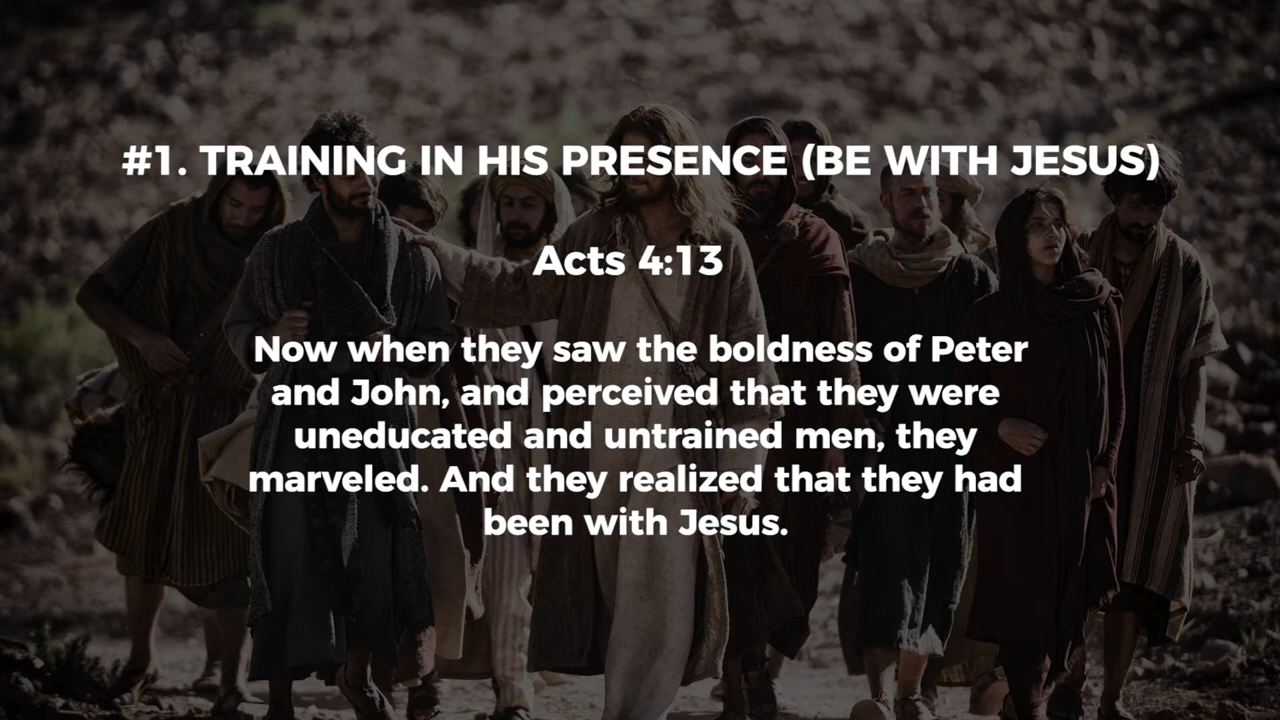 #1. TRAINING IN HIS PRESENCE (BE WITH JESUS)
Acts 4:13
Now when they saw the boldness of Peter
and John, and perceived that they were
uneducated and untrained men, they
marveled. And they realized that they had
been with Jesus.